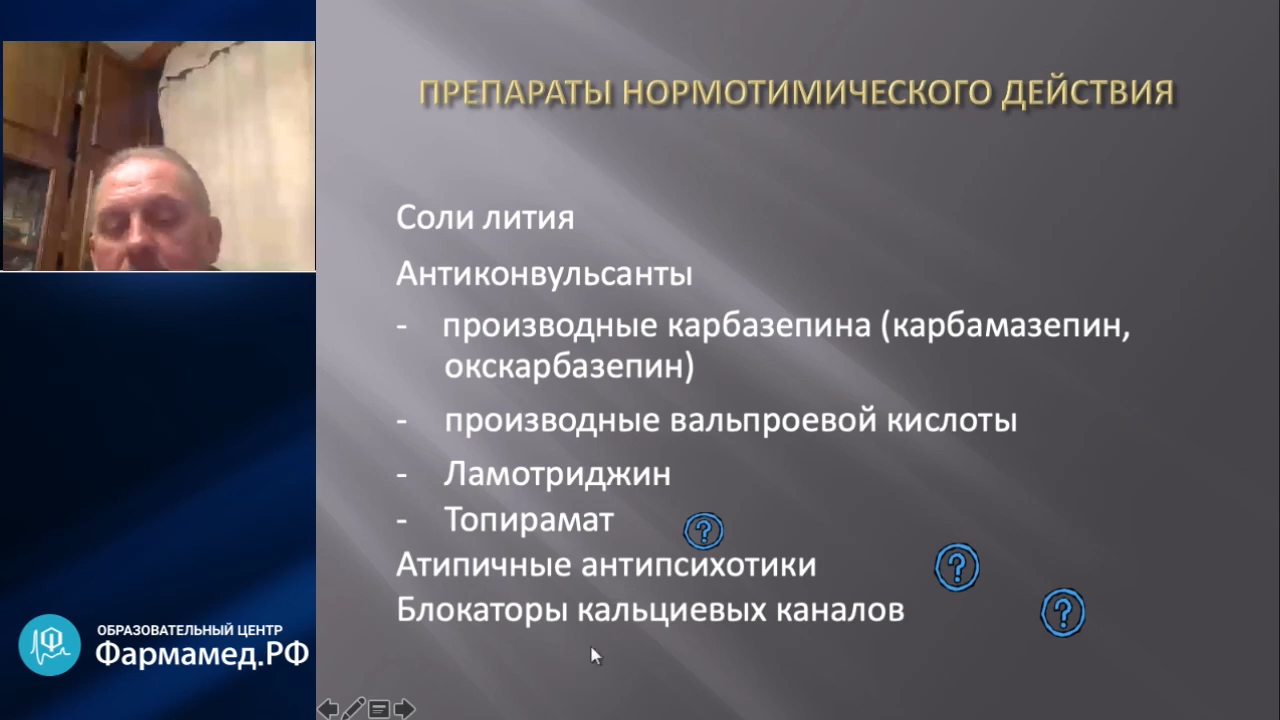 ПРЕПАРАТЫ НОРМОТИМИЧЕСКОГО ДЕЙСТВИЯ
Соли лития
Антиконвульсанты
- производные карбазепина (карбамазепин,
окскарбазепин)
- производные вальпроевой кислоты
- Ламотриджин
- Топирамат ?
Атипичные антипсихотики ?
Блокаторы кальциевых каналов ?
Ф
ОБРАЗОВАТЕЛЬНЫЙ ЦЕНТР
Фармамед.РФ